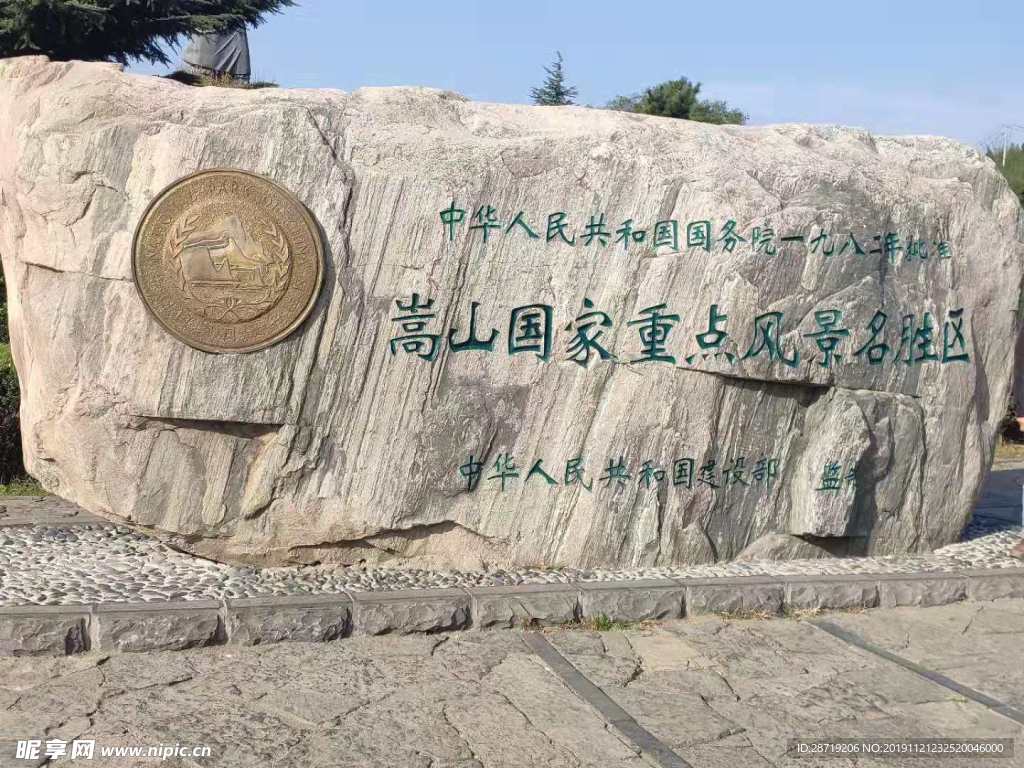 中华人民共和国国务院一九八二年批准
嵩山国家重点风景名胜区
中华人民共和国建设部 监制
昵享网 www.nipic.cn
ID:28719206 NO:20191121232520046000